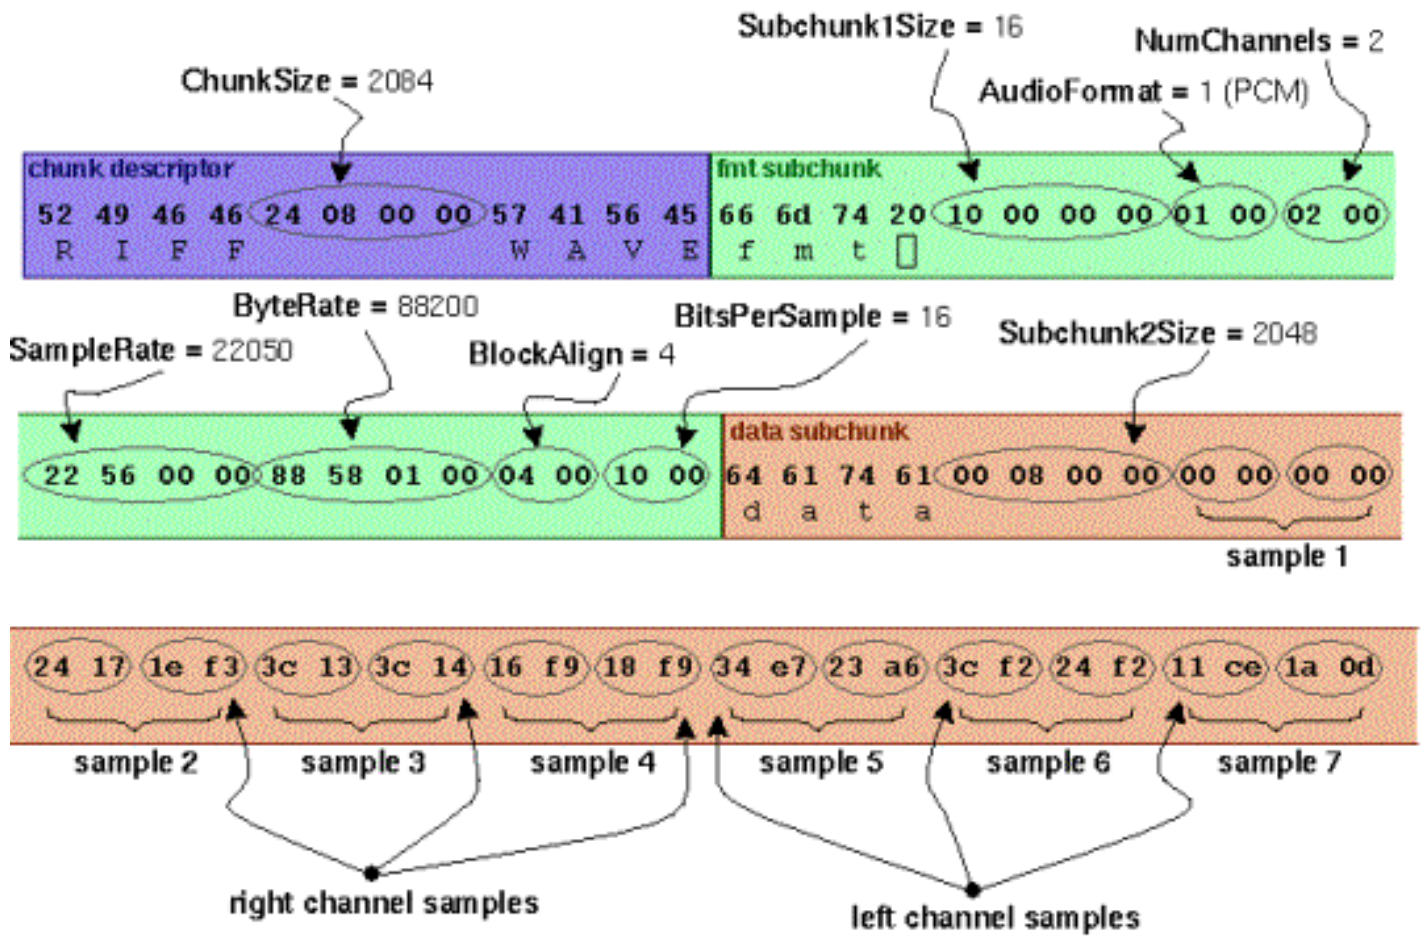 Subchunk1Size = 16
NumChannels = 2
ChunkSize = 2084
AudioFormat = 1 (PCM)
chunk descriptor
fmt subchunk
52 49 46 46 24 08 00 00 57 41 56 45 66 6d 74 20 10 00 00 00 01 00 02 00
R I F F W A V E f m t
ByteRate = 88200
BitsPerSample = 16
Subchunk2Size = 2048
SampleRate = 22050
BlockAlign = 4
data subchunk
22 56 00 00 88 58 01 00 04 00 10 00 64 61 74 61 00 08 00 00 00 00 00 00
d a t a
sample 1
24 17 1e f3 3c 13 3c 14 16 f9 18 f9 34 e7 23 a6 3c f2 24 f2 11 ce 1a 0d
sample 2 sample 3 sample 4 sample 5 sample 6 sample 7
right channel samples
left channel samples